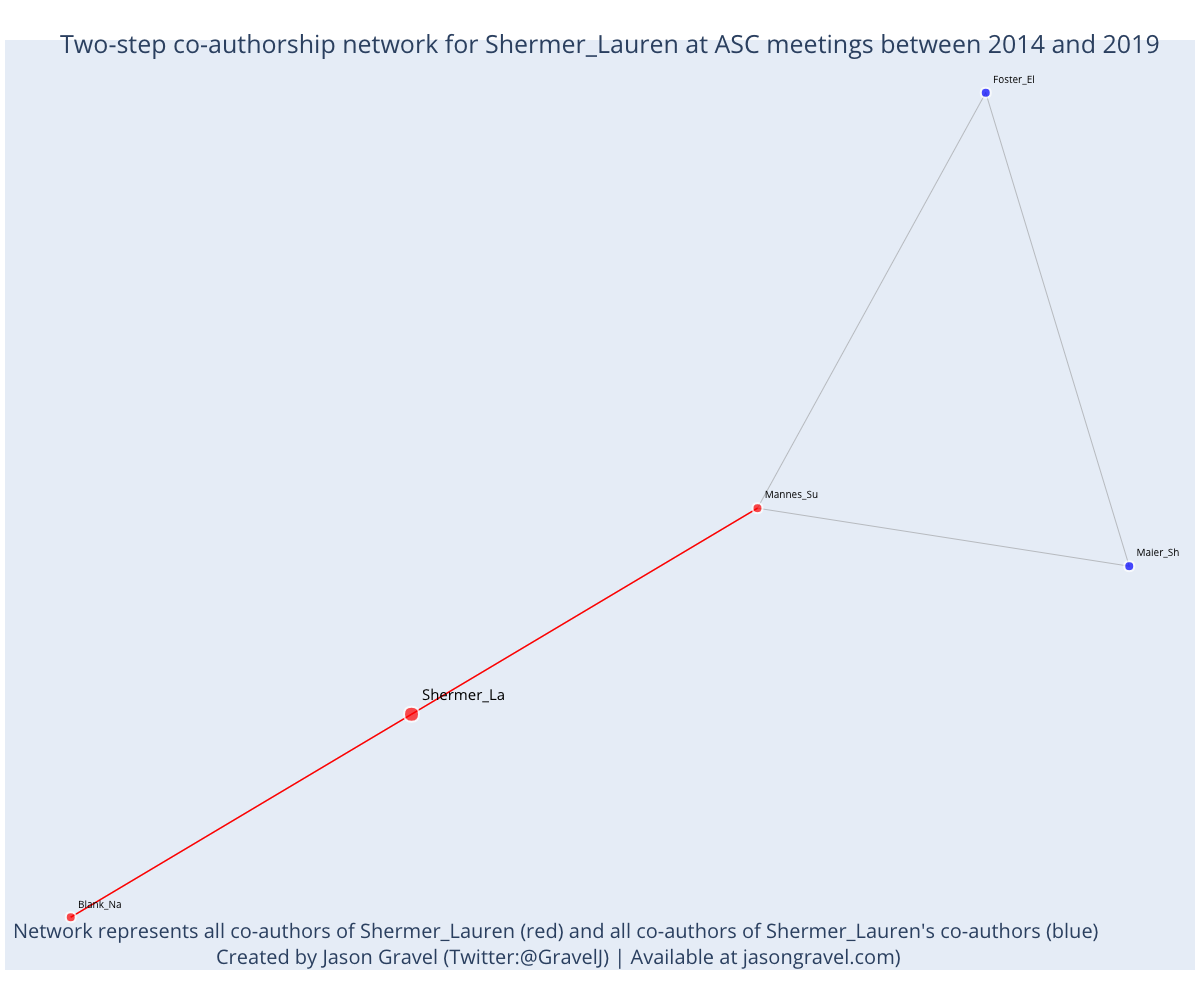 Two-step co-authorship network for Shermer_Lauren at ASC meetings between 2014 and 2019
Foster_El
Mannes_Su
Maier_Sh
Shermer_La
Blank_Na
Network represents all co-authors of Shermer_Lauren (red) and all co-authors of Shermer_Lauren's co-authors (blue)
Created by Jason Gravel (Twitter:@GravelJ) | Available at jasongravel.com)